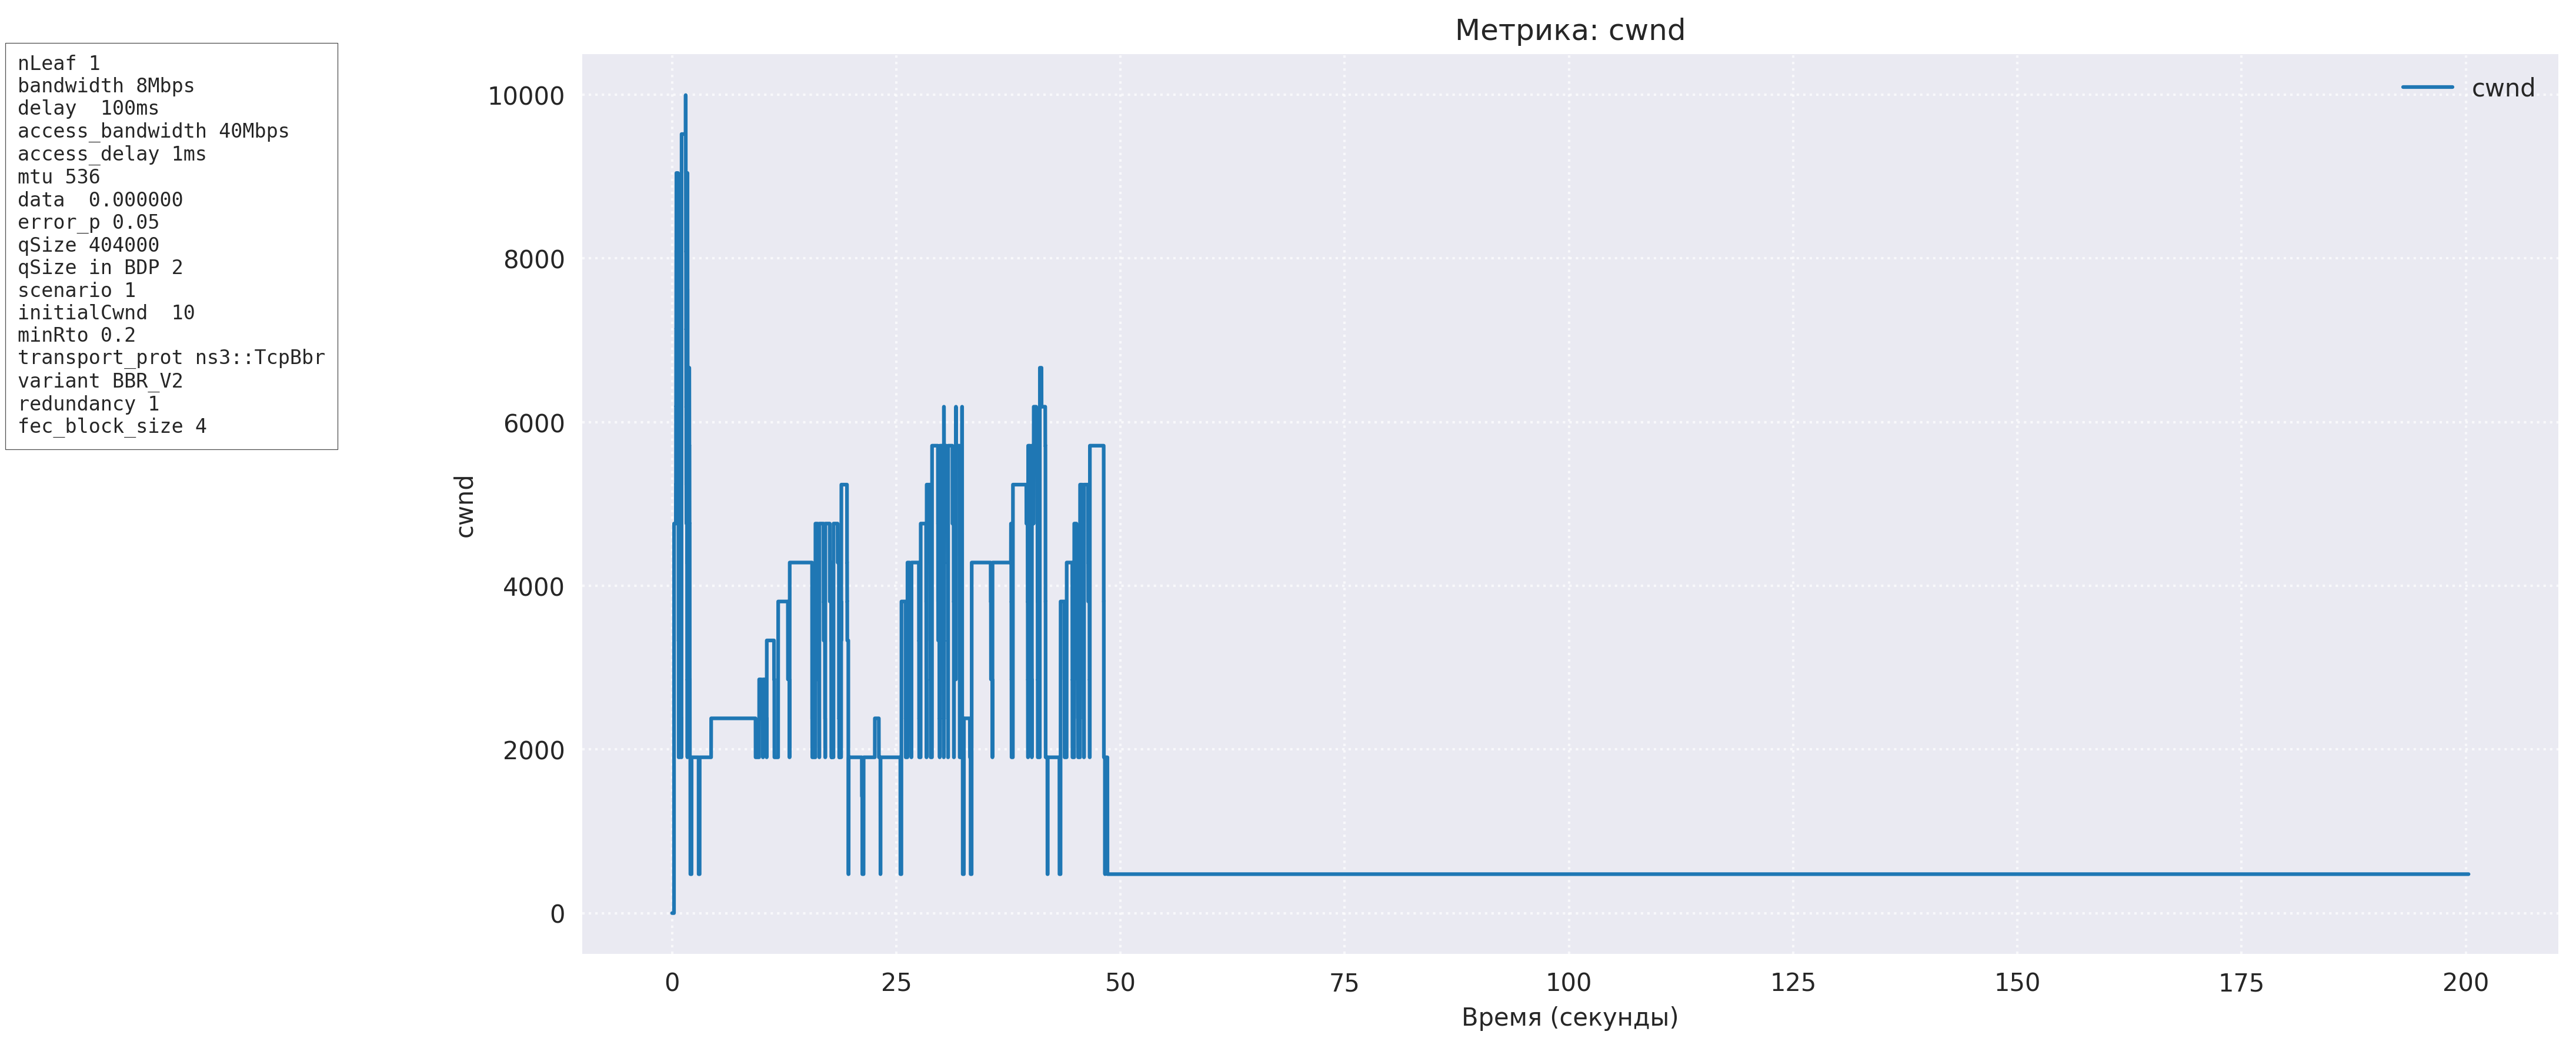 Метрика: cwnd
nLeaf 1
bandwidth 8Mbps
delay  100ms
access_bandwidth 40Mbps
access_delay 1ms
mtu 536
data  0.000000
error_p 0.05
qSize 404000
qSize in BDP 2
scenario 1
initialCwnd  10
minRto 0.2
transport_prot ns3::TcpBbr
variant BBR_V2
redundancy 1
fec_block_size 4
cwnd
10000
8000
6000
4000
2000
0
cwnd
0 25 50 75 100 125 150 175 200
Время (секунды)